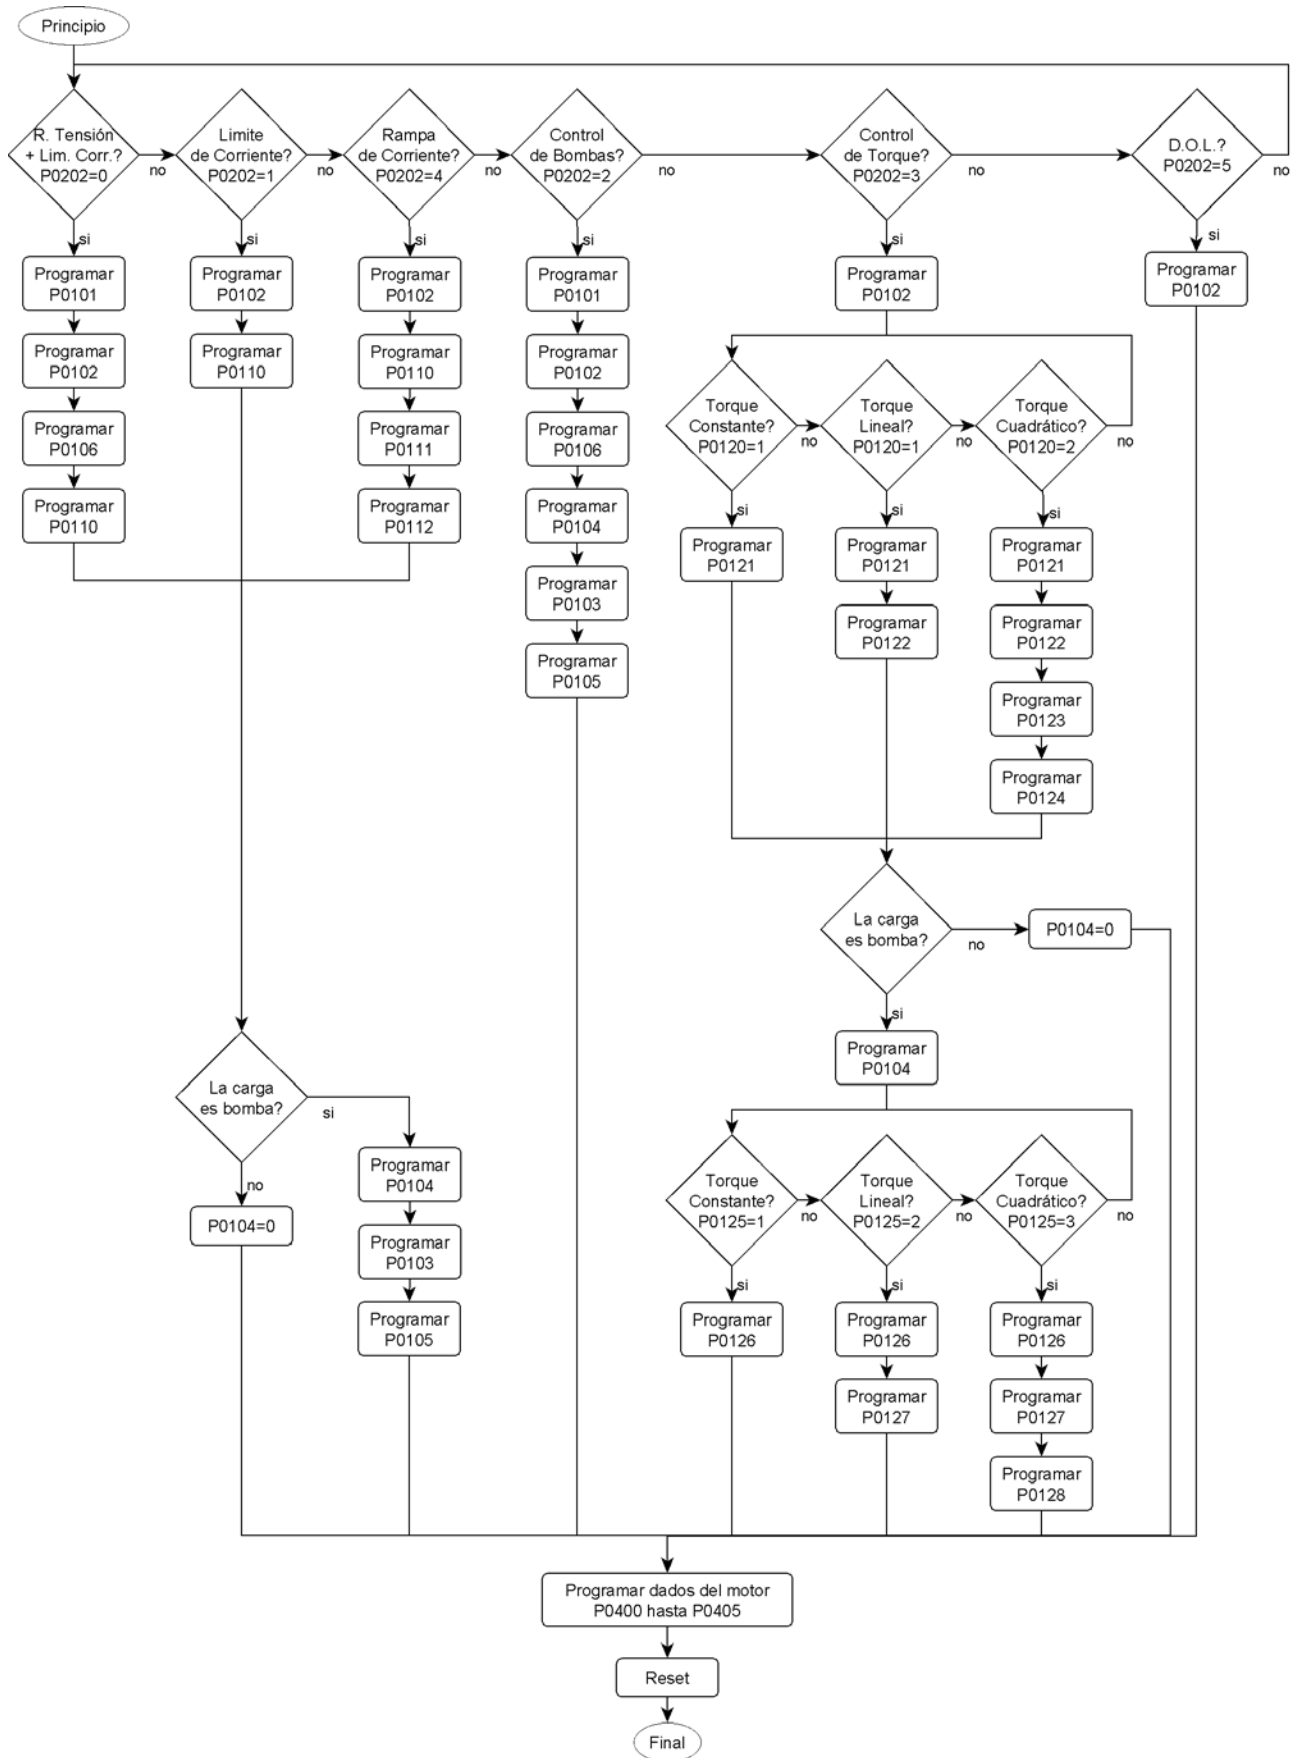 Principio
R. Tensión
+ Lim. Corr.?
P0202=0
no
Limite
de Corriente?
P0202=1
no
Rampa
de Corriente?
P0202=4
no
Control
de Bombas?
P0202=2
no
Control
de Torque?
P0202=3
no
D.O.L.?
P0202=5
no
si
Programar
P0101
Programar
P0102
Programar
P0106
Programar
P0110
si
Programar
P0102
Programar
P0110
si
Programar
P0102
Programar
P0110
Programar
P0111
Programar
P0112
si
Programar
P0101
Programar
P0102
Programar
P0106
Programar
P0104
Programar
P0103
Programar
P0105
si
Programar
P0102
si
Programar
P0102
Torque
Constante?
P0120=1
no
Torque
Lineal?
P0120=1
no
Torque
Cuadrático?
P0120=2
no
si
Programar
P0121
si
Programar
P0121
Programar
P0122
si
Programar
P0121
Programar
P0122
Programar
P0123
Programar
P0124
La carga
es bomba?
no
P0104=0
si
Programar
P0104
La carga
es bomba?
si
no
P0104=0
Programar
P0104
Programar
P0103
Programar
P0105
Torque
Constante?
P0125=1
no
Torque
Lineal?
P0125=2
no
Torque
Cuadrático?
P0125=3
no
si
Programar
P0126
si
Programar
P0126
Programar
P0127
si
Programar
P0126
Programar
P0127
Programar
P0128
Programar dados del motor
P0400 hasta P0405
Reset
Final